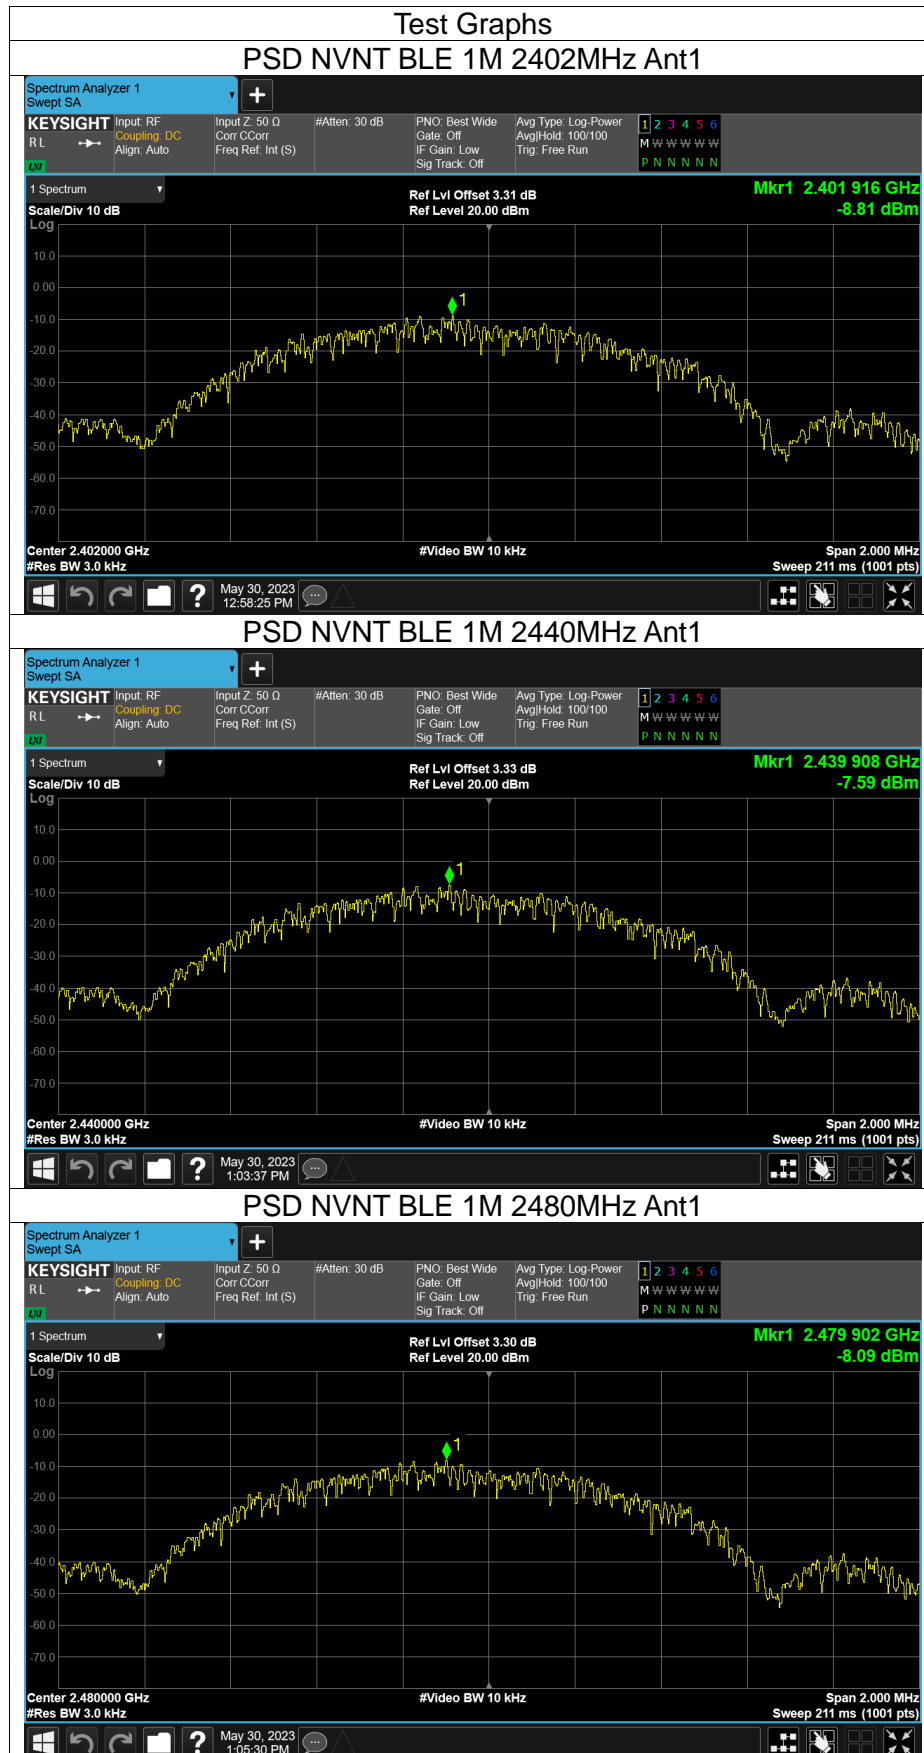 Test Graphs
PSD NVNT BLE 1M 2402MHz Ant1
Spectrum Analyzer 1
Swept SA
KEYSIGHT Input: RF Input Z: 50 Ω #Atten: 30 dB PNO: Best Wide Avg Type: Log-Power 1 2 3 4 5 6
RL Coupling: DC Corr CCorr Gate: Off Avg|Hold: 100/100 M W W W W W
Align: Auto Freq Ref: Int (S) IF Gain: Low Trig: Free Run
LXI Sig Track: Off P N N N N N
1 Spectrum Ref Lvl Offset 3.31 dB Mkr1 2.401 916 GHz
Scale/Div 10 dB Ref Level 20.00 dBm -8.81 dBm
Log
10.0
0.00
1
-10.0
-20.0
-30.0
-40.0
-50.0
-60.0
-70.0
Center 2.402000 GHz #Video BW 10 kHz Span 2.000 MHz
#Res BW 3.0 kHz Sweep 211 ms (1001 pts)
? May 30, 2023
12:58:25 PM
PSD NVNT BLE 1M 2440MHz Ant1
Spectrum Analyzer 1
Swept SA
KEYSIGHT Input: RF Input Z: 50 Ω #Atten: 30 dB PNO: Best Wide Avg Type: Log-Power 1 2 3 4 5 6
RL Coupling: DC Corr CCorr Gate: Off Avg|Hold: 100/100 M W W W W W
Align: Auto Freq Ref: Int (S) IF Gain: Low Trig: Free Run
LXI Sig Track: Off P N N N N N
1 Spectrum Ref Lvl Offset 3.33 dB Mkr1 2.439 908 GHz
Scale/Div 10 dB Ref Level 20.00 dBm -7.59 dBm
Log
10.0
0.00
1
-10.0
-20.0
-30.0
-40.0
-50.0
-60.0
-70.0
Center 2.440000 GHz #Video BW 10 kHz Span 2.000 MHz
#Res BW 3.0 kHz Sweep 211 ms (1001 pts)
? May 30, 2023
1:03:37 PM
PSD NVNT BLE 1M 2480MHz Ant1
Spectrum Analyzer 1
Swept SA
KEYSIGHT Input: RF Input Z: 50 Ω #Atten: 30 dB PNO: Best Wide Avg Type: Log-Power 1 2 3 4 5 6
RL Coupling: DC Corr CCorr Gate: Off Avg|Hold: 100/100 M W W W W W
Align: Auto Freq Ref: Int (S) IF Gain: Low Trig: Free Run
LXI Sig Track: Off P N N N N N
1 Spectrum Ref Lvl Offset 3.30 dB Mkr1 2.479 902 GHz
Scale/Div 10 dB Ref Level 20.00 dBm -8.09 dBm
Log
10.0
0.00
1
-10.0
-20.0
-30.0
-40.0
-50.0
-60.0
-70.0
Center 2.480000 GHz #Video BW 10 kHz Span 2.000 MHz
#Res BW 3.0 kHz Sweep 211 ms (1001 pts)
? May 30, 2023
1:05:30 PM